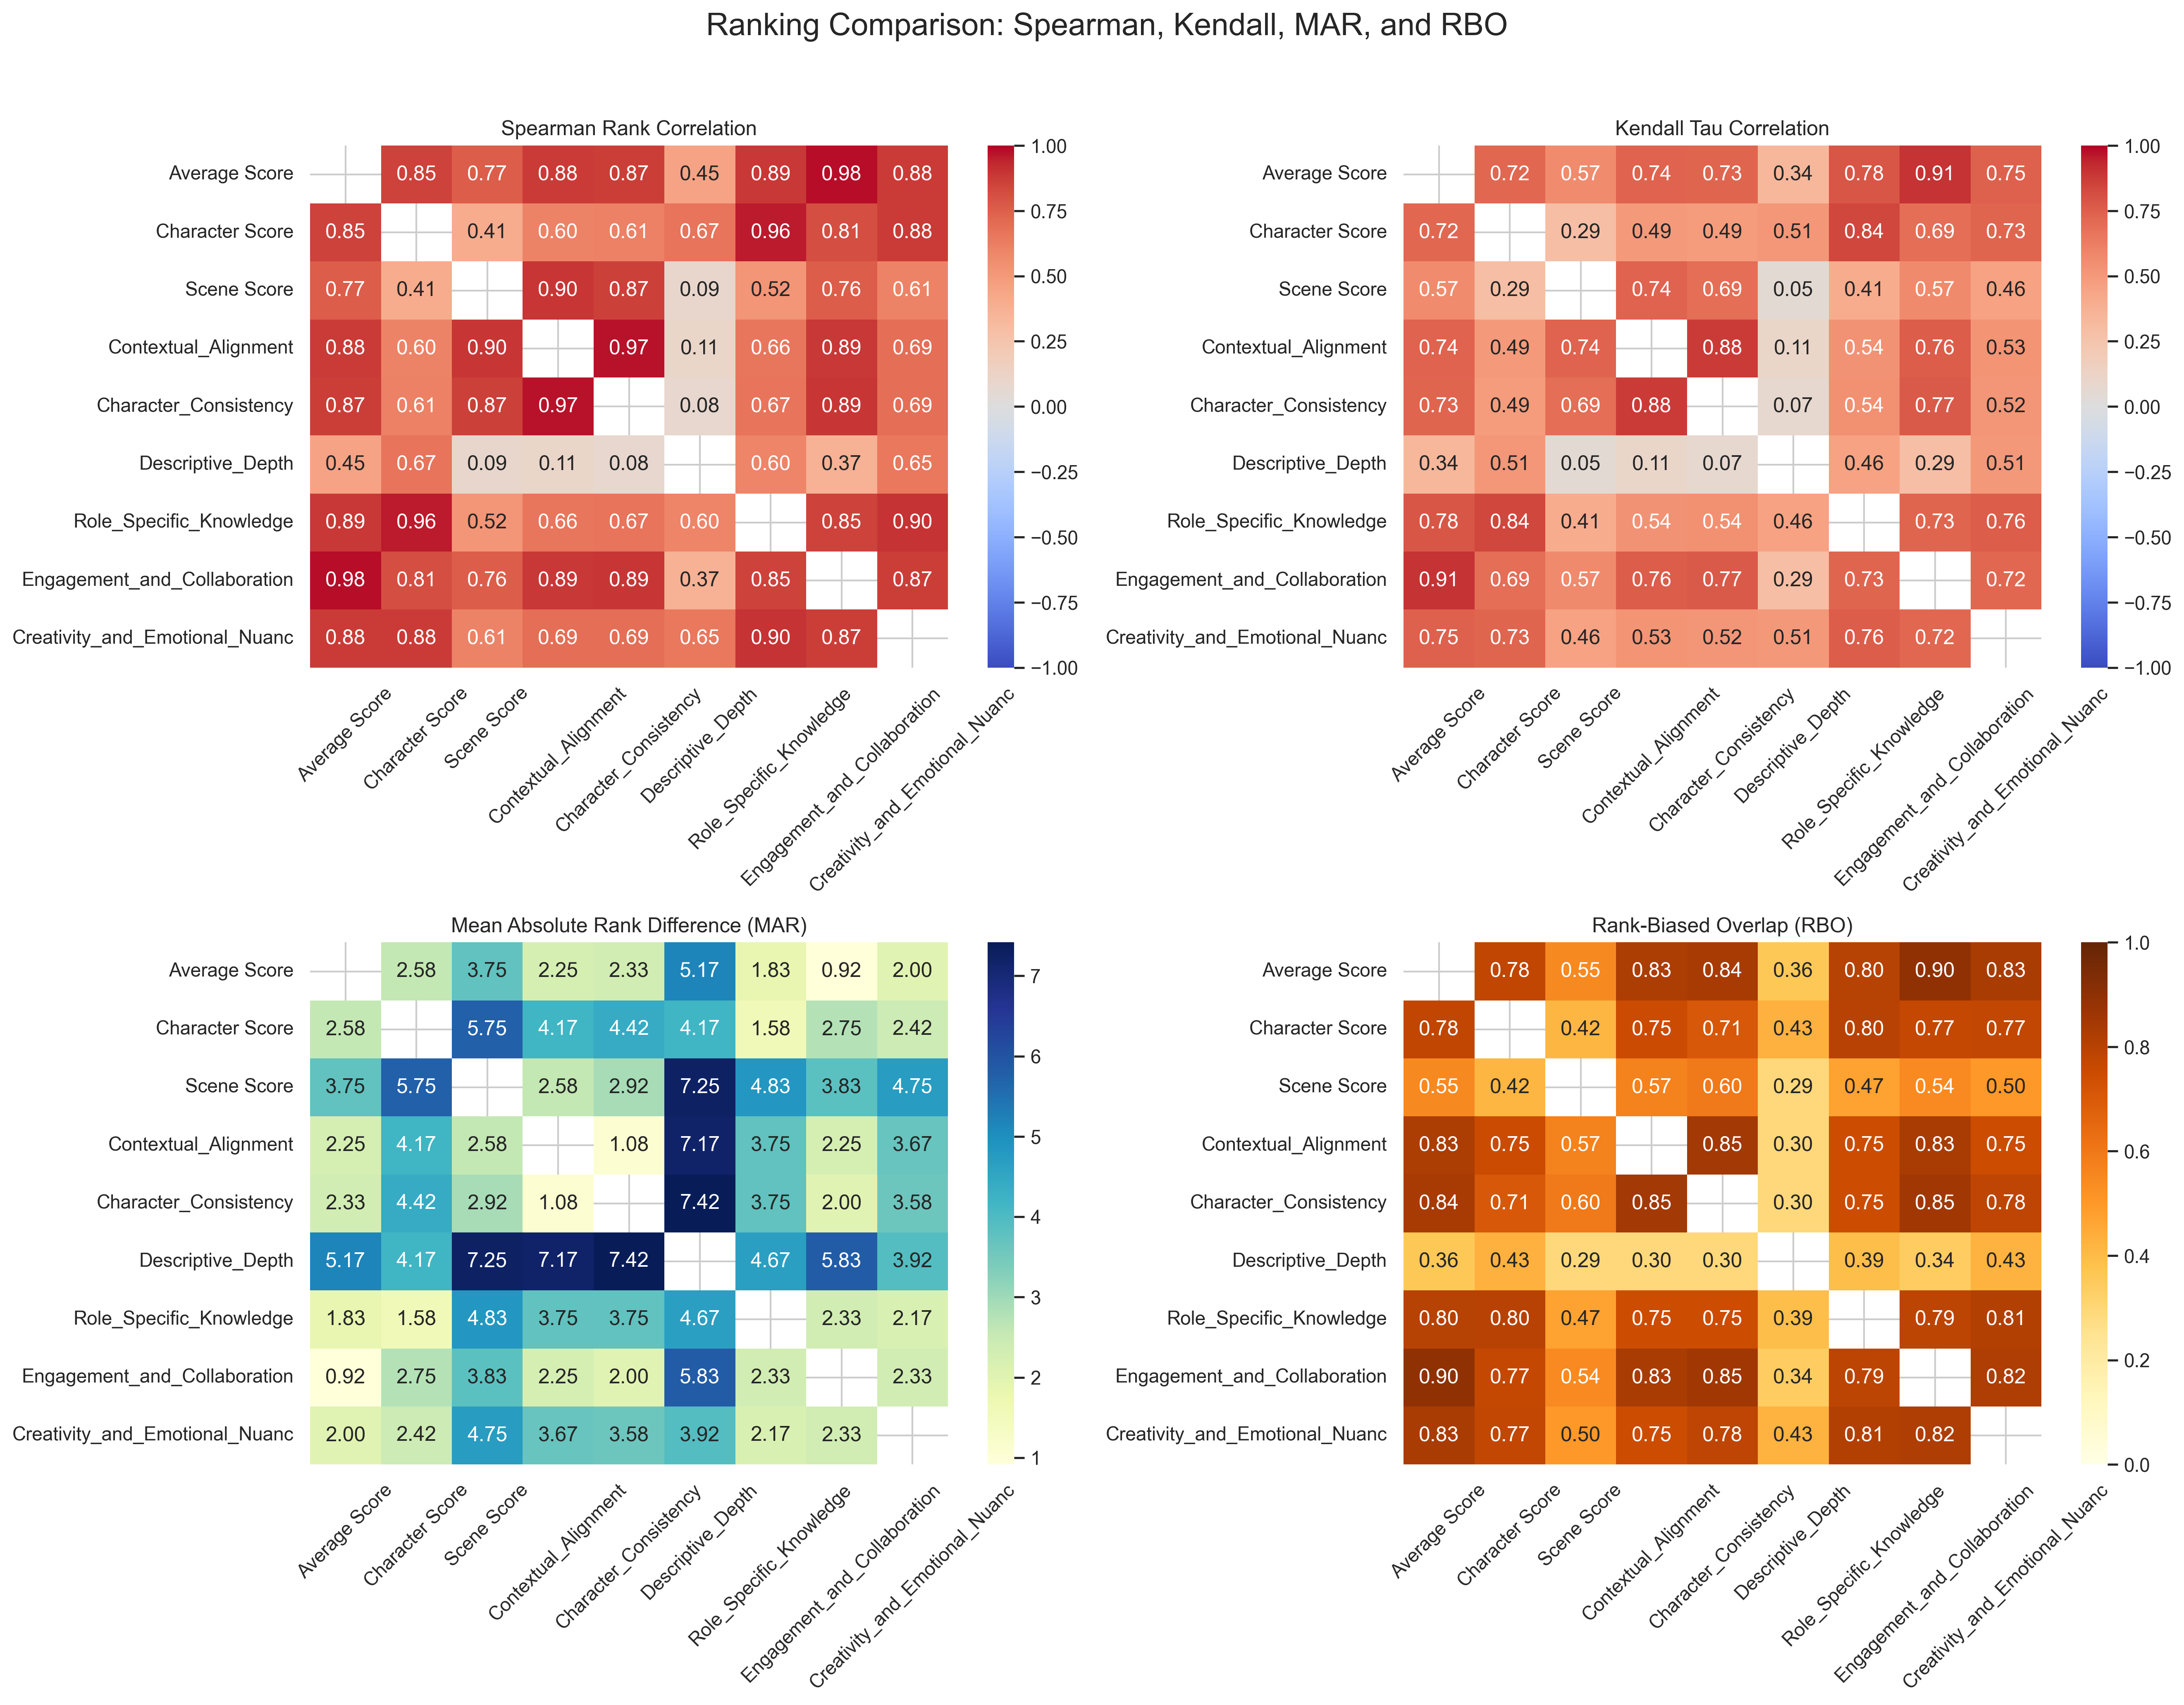 Ranking Comparison: Spearman, Kendall, MAR, and RBO
Spearman Rank Correlation
Average Score 0.85 0.77 0.88 0.87 0.45 0.89 0.98 0.88
Character Score 0.85 0.41 0.60 0.61 0.67 0.96 0.81 0.88
Scene Score 0.77 0.41 0.90 0.87 0.09 0.52 0.76 0.61
Contextual_Alignment 0.88 0.60 0.90 0.97 0.11 0.66 0.89 0.69
Character_Consistency 0.87 0.61 0.87 0.97 0.08 0.67 0.89 0.69
Descriptive_Depth 0.45 0.67 0.09 0.11 0.08 0.60 0.37 0.65
Role_Specific_Knowledge 0.89 0.96 0.52 0.66 0.67 0.60 0.85 0.90
Engagement_and_Collaboration 0.98 0.81 0.76 0.89 0.89 0.37 0.85 0.87
Creativity_and_Emotional_Nuanc 0.88 0.88 0.61 0.69 0.69 0.65 0.90 0.87
Average Score
Character Score
Scene Score
Contextual_Alignment
Character_Consistency
Descriptive_Depth
Role_Specific_Knowledge
Engagement_and_Collaboration
Creativity_and_Emotional_Nuanc
1.00
0.75
0.50
0.25
0.00
−0.25
−0.50
−0.75
−1.00
Kendall Tau Correlation
Average Score 0.72 0.57 0.74 0.73 0.34 0.78 0.91 0.75
Character Score 0.72 0.29 0.49 0.49 0.51 0.84 0.69 0.73
Scene Score 0.57 0.29 0.74 0.69 0.05 0.41 0.57 0.46
Contextual_Alignment 0.74 0.49 0.74 0.88 0.11 0.54 0.76 0.53
Character_Consistency 0.73 0.49 0.69 0.88 0.07 0.54 0.77 0.52
Descriptive_Depth 0.34 0.51 0.05 0.11 0.07 0.46 0.29 0.51
Role_Specific_Knowledge 0.78 0.84 0.41 0.54 0.54 0.46 0.73 0.76
Engagement_and_Collaboration 0.91 0.69 0.57 0.76 0.77 0.29 0.73 0.72
Creativity_and_Emotional_Nuanc 0.75 0.73 0.46 0.53 0.52 0.51 0.76 0.72
Average Score
Character Score
Scene Score
Contextual_Alignment
Character_Consistency
Descriptive_Depth
Role_Specific_Knowledge
Engagement_and_Collaboration
Creativity_and_Emotional_Nuanc
1.00
0.75
0.50
0.25
0.00
−0.25
−0.50
−0.75
−1.00
Mean Absolute Rank Difference (MAR)
Average Score 2.58 3.75 2.25 2.33 5.17 1.83 0.92 2.00
Character Score 2.58 5.75 4.17 4.42 4.17 1.58 2.75 2.42
Scene Score 3.75 5.75 2.58 2.92 7.25 4.83 3.83 4.75
Contextual_Alignment 2.25 4.17 2.58 1.08 7.17 3.75 2.25 3.67
Character_Consistency 2.33 4.42 2.92 1.08 7.42 3.75 2.00 3.58
Descriptive_Depth 5.17 4.17 7.25 7.17 7.42 4.67 5.83 3.92
Role_Specific_Knowledge 1.83 1.58 4.83 3.75 3.75 4.67 2.33 2.17
Engagement_and_Collaboration 0.92 2.75 3.83 2.25 2.00 5.83 2.33 2.33
Creativity_and_Emotional_Nuanc 2.00 2.42 4.75 3.67 3.58 3.92 2.17 2.33
Average Score
Character Score
Scene Score
Contextual_Alignment
Character_Consistency
Descriptive_Depth
Role_Specific_Knowledge
Engagement_and_Collaboration
Creativity_and_Emotional_Nuanc
7
6
5
4
3
2
1
Rank-Biased Overlap (RBO)
Average Score 0.78 0.55 0.83 0.84 0.36 0.80 0.90 0.83
Character Score 0.78 0.42 0.75 0.71 0.43 0.80 0.77 0.77
Scene Score 0.55 0.42 0.57 0.60 0.29 0.47 0.54 0.50
Contextual_Alignment 0.83 0.75 0.57 0.85 0.30 0.75 0.83 0.75
Character_Consistency 0.84 0.71 0.60 0.85 0.30 0.75 0.85 0.78
Descriptive_Depth 0.36 0.43 0.29 0.30 0.30 0.39 0.34 0.43
Role_Specific_Knowledge 0.80 0.80 0.47 0.75 0.75 0.39 0.79 0.81
Engagement_and_Collaboration 0.90 0.77 0.54 0.83 0.85 0.34 0.79 0.82
Creativity_and_Emotional_Nuanc 0.83 0.77 0.50 0.75 0.78 0.43 0.81 0.82
Average Score
Character Score
Scene Score
Contextual_Alignment
Character_Consistency
Descriptive_Depth
Role_Specific_Knowledge
Engagement_and_Collaboration
Creativity_and_Emotional_Nuanc
1.0
0.8
0.6
0.4
0.2
0.0